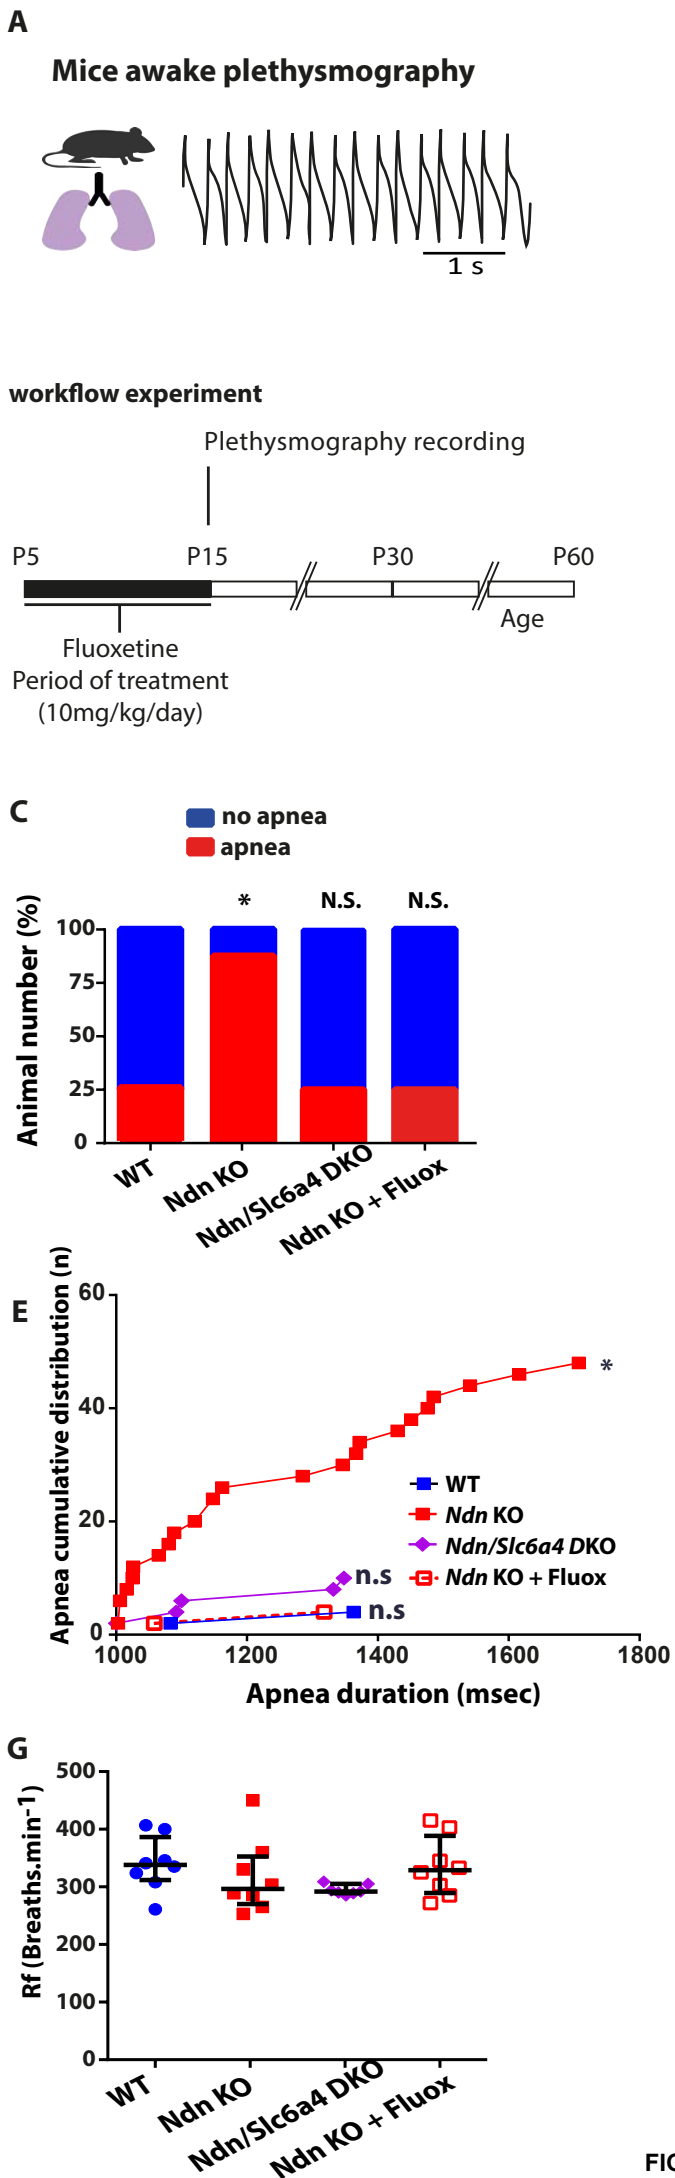 A
Mice awake plethysmography
1 s
workflow experiment
Plethysmography recording
P5 P15 P30 P60
Age
Fluoxetine
Period of treatment
(10mg/kg/day)
C
no apnea
apnea
Animal number (%)
* N.S. N.S.
100
75
50
25
0
WT
Ndn KO
Ndn/Slc6a4 DKO
Ndn KO + Fluox
E
Apnea cumulative distribution (n)
60
40
20
0
*
WT
Ndn KO
Ndn/Slc6a4 DKO
Ndn KO + Fluox
n.s
n.s
1000 1200 1400 1600 1800
Apnea duration (msec)
G
Rf (Breaths.min-1)
500
400
300
200
100
0
WT
Ndn KO
Ndn/Slc6a4 DKO
Ndn KO + Fluox